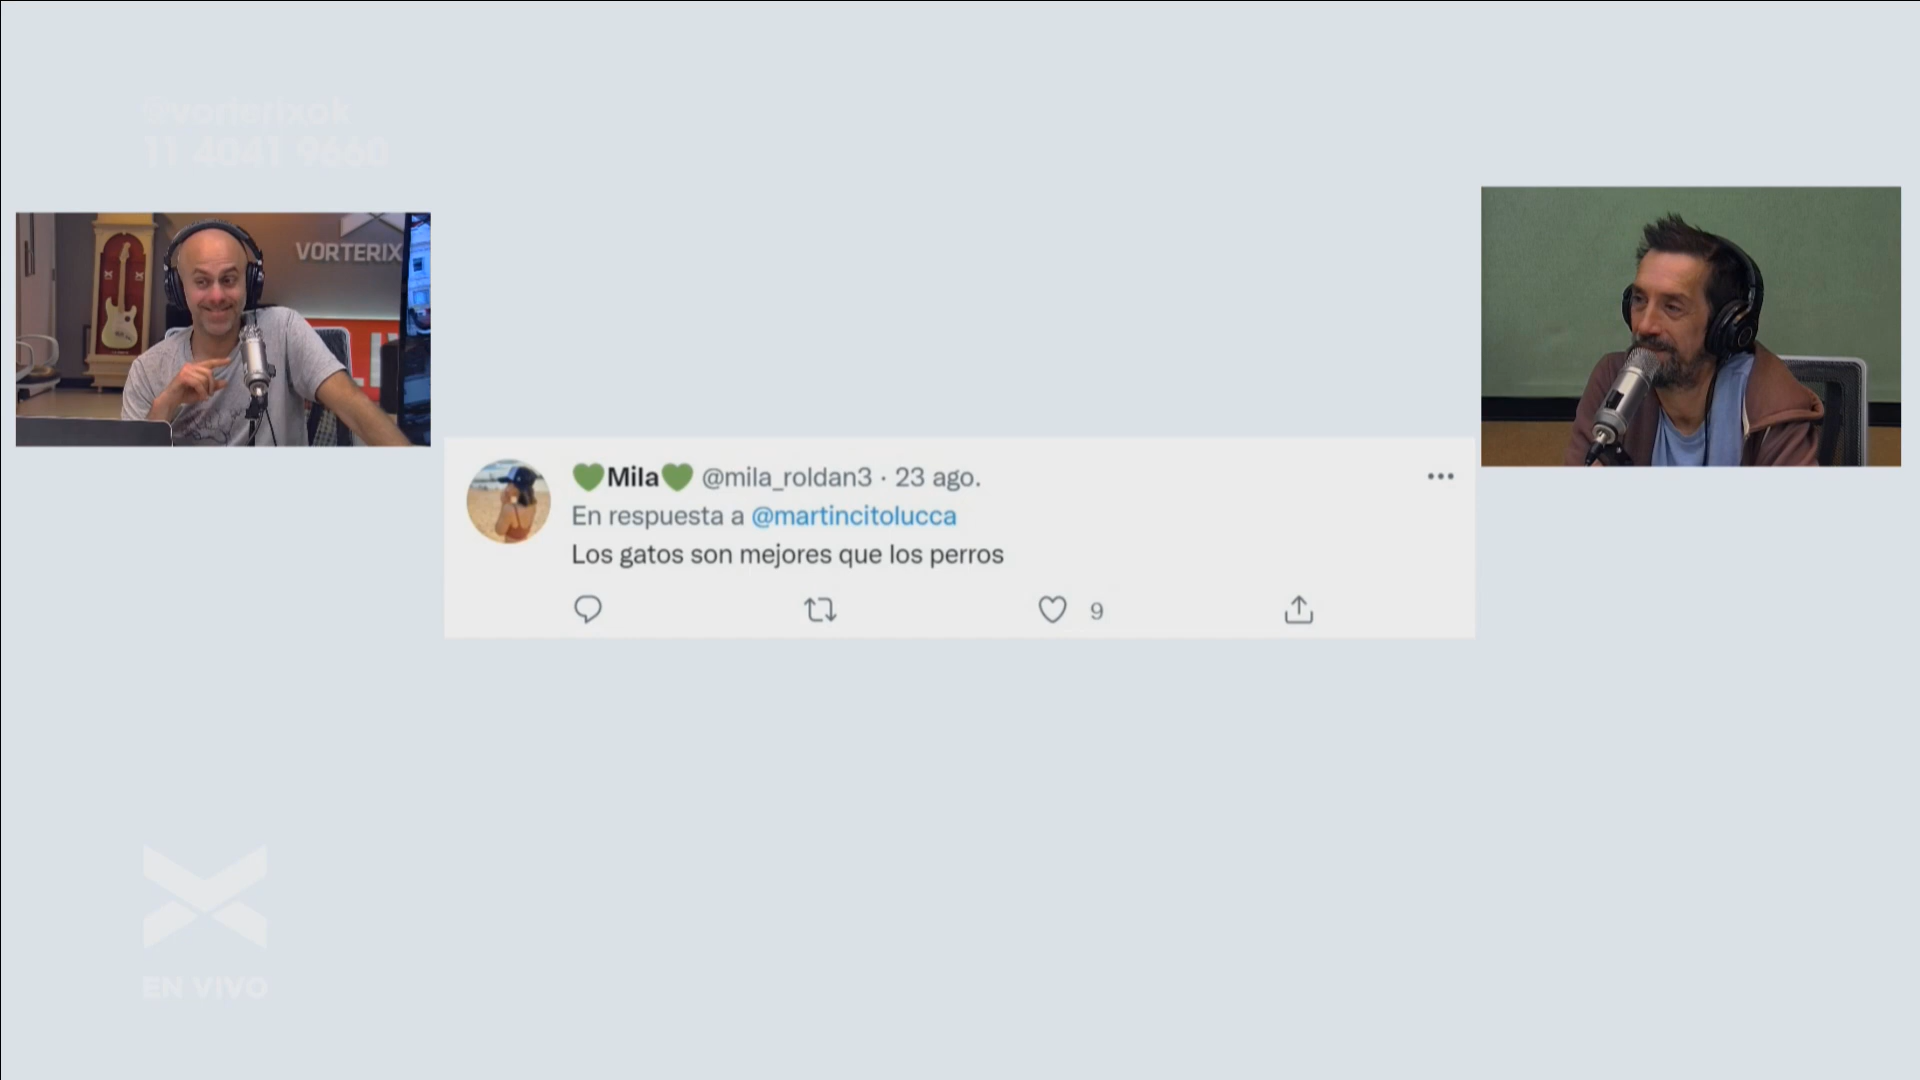 @vorterixok
11 4041 9660
VORTERIX
💚Mila💚 @mila_roldan3 · 23 ago.
En respuesta a @martincitolucca
Los gatos son mejores que los perros
9
EN VIVO